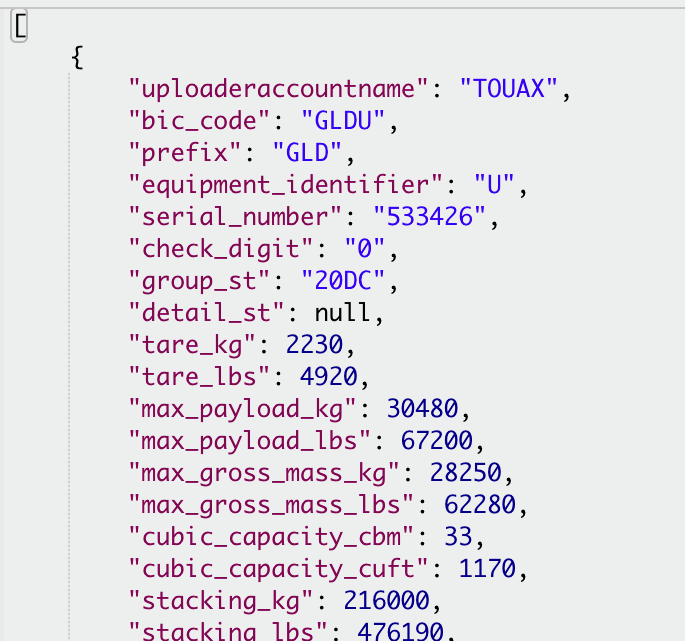 [
{
"uploaderaccountname": "TOUAX",
"bic_code": "GLDU",
"prefix": "GLD",
"equipment_identifier": "U",
"serial_number": "533426",
"check_digit": "0",
"group_st": "20DC",
"detail_st": null,
"tare_kg": 2230,
"tare_lbs": 4920,
"max_payload_kg": 30480,
"max_payload_lbs": 67200,
"max_gross_mass_kg": 28250,
"max_gross_mass_lbs": 62280,
"cubic_capacity_cbm": 33,
"cubic_capacity_cuft": 1170,
"stacking_kg": 216000,
"stacking_lbs": 476190,